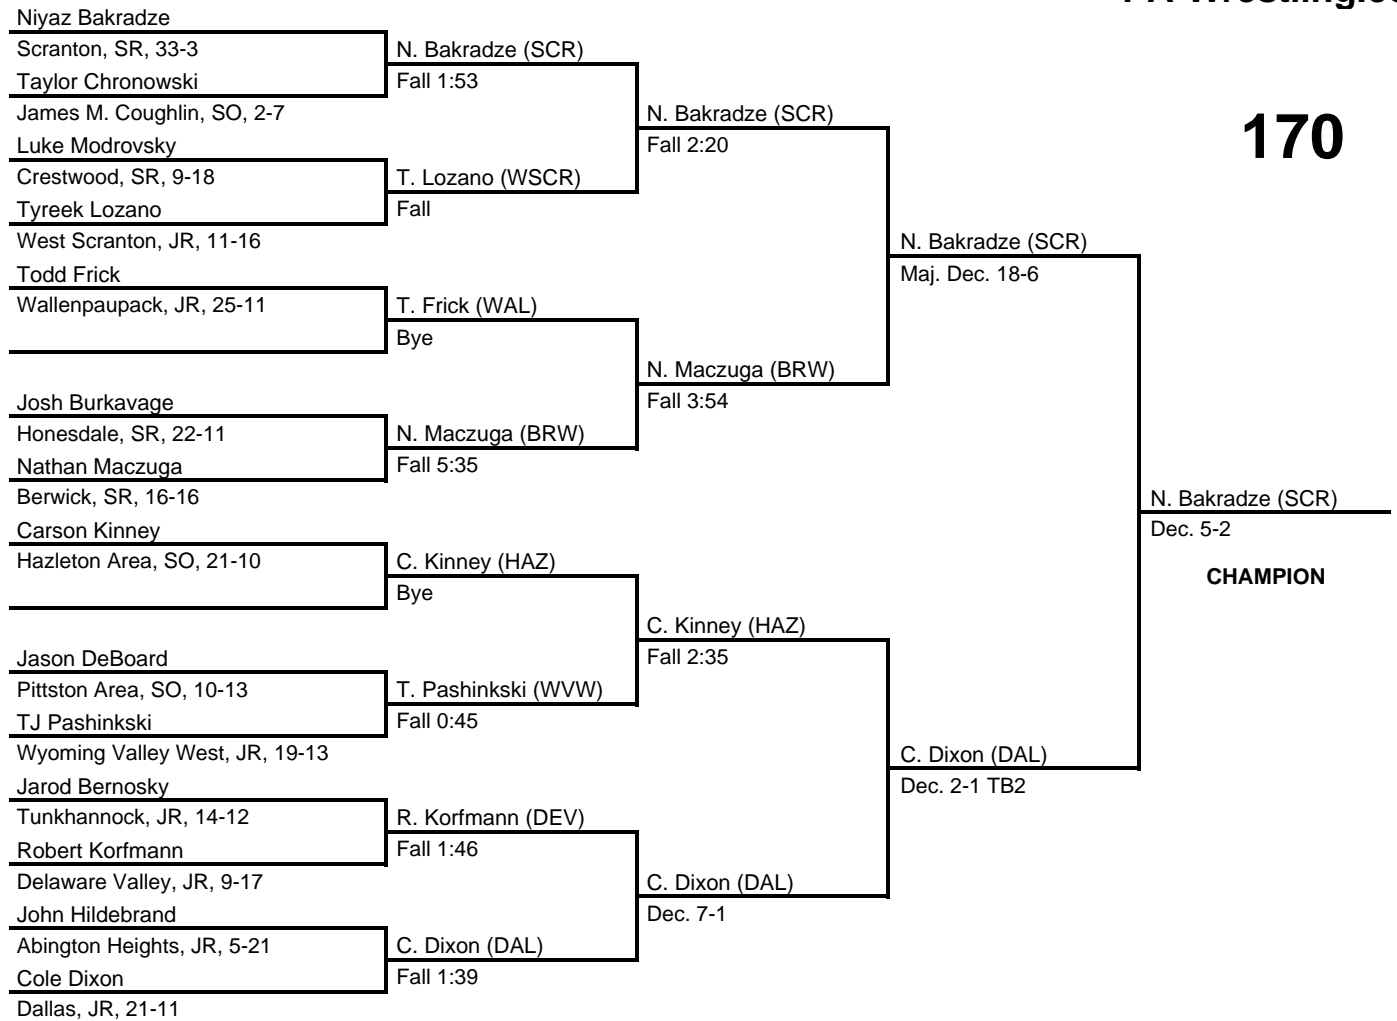 Niyaz Bakradze
Scranton, SR, 33-3
Taylor Chronowski
James M. Coughlin, SO, 2-7
Luke Modrovsky
Crestwood, SR, 9-18
Tyreek Lozano
West Scranton, JR, 11-16
Todd Frick
Wallenpaupack, JR, 25-11
Josh Burkavage
Honesdale, SR, 22-11
Nathan Maczuga
Berwick, SR, 16-16
Carson Kinney
Hazleton Area, SO, 21-10
Jason DeBoard
Pittston Area, SO, 10-13
TJ Pashinkski
Wyoming Valley West, JR, 19-13
Jarod Bernosky
Tunkhannock, JR, 14-12
Robert Korfmann
Delaware Valley, JR, 9-17
John Hildebrand
Abington Heights, JR, 5-21
Cole Dixon
Dallas, JR, 21-11
N. Bakradze (SCR)
Fall 1:53
T. Lozano (WSCR)
Fall
T. Frick (WAL)
Bye
N. Maczuga (BRW)
Fall 5:35
C. Kinney (HAZ)
Bye
T. Pashinkski (WVW)
Fall 0:45
R. Korfmann (DEV)
Fall 1:46
C. Dixon (DAL)
Fall 1:39
N. Bakradze (SCR)
Fall 2:20
N. Maczuga (BRW)
Fall 3:54
C. Kinney (HAZ)
Fall 2:35
C. Dixon (DAL)
Dec. 7-1
N. Bakradze (SCR)
Maj. Dec. 18-6
C. Dixon (DAL)
Dec. 2-1 TB2
170
N. Bakradze (SCR)
Dec. 5-2
CHAMPION